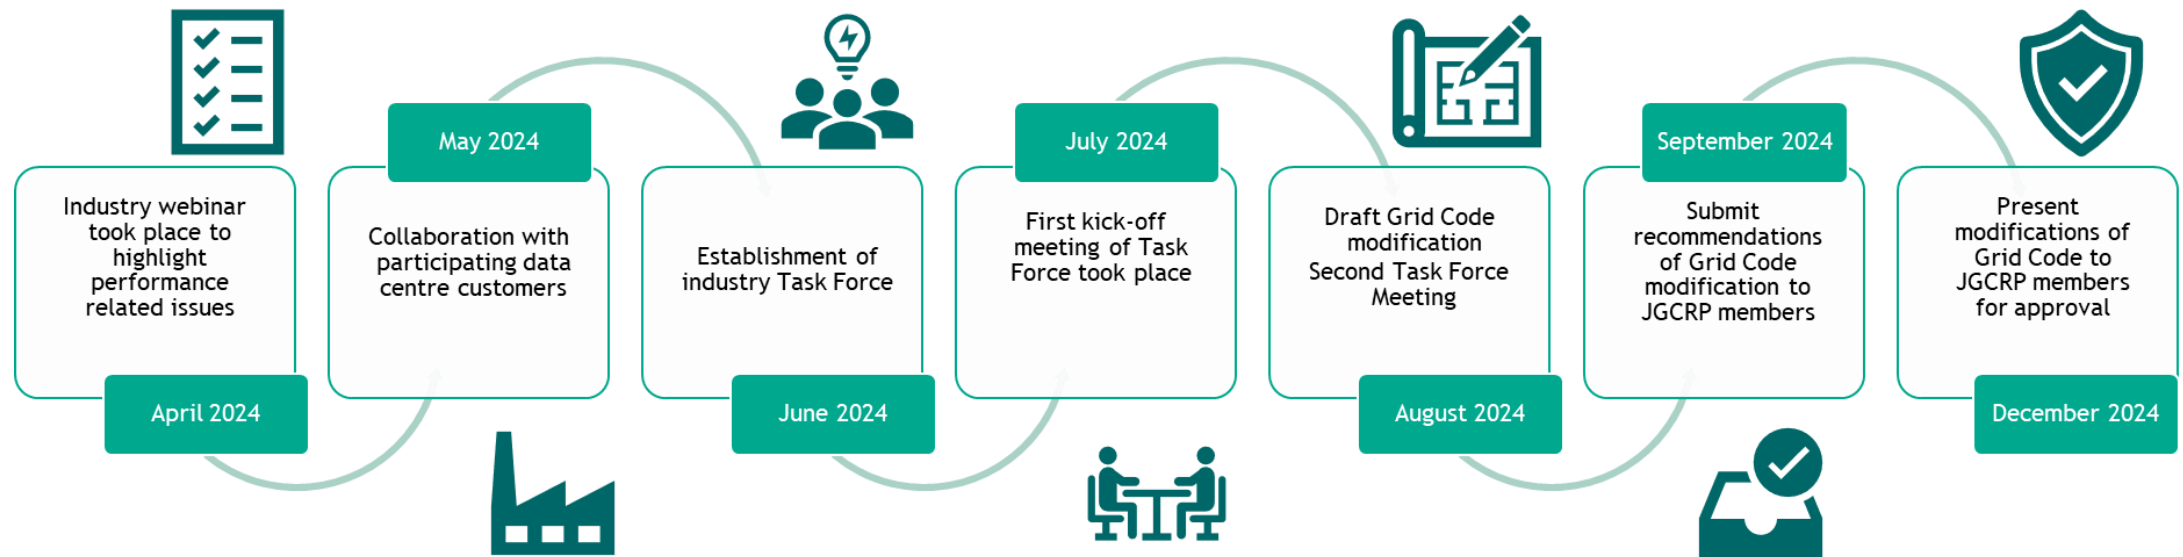 Industry webinar
took place to
highlight
performance
related issues
April 2024
May 2024
Collaboration with
participating data
centre customers
Establishment of
industry Task Force
June 2024
July 2024
First kick-off
meeting of Task
Force took place
Draft Grid Code
modification
Second Task Force
Meeting
August 2024
September 2024
Submit
recommendations
of Grid Code
modification to
JGCRP members
Present
modifications of
Grid Code to
JGCRP members
for approval
December 2024